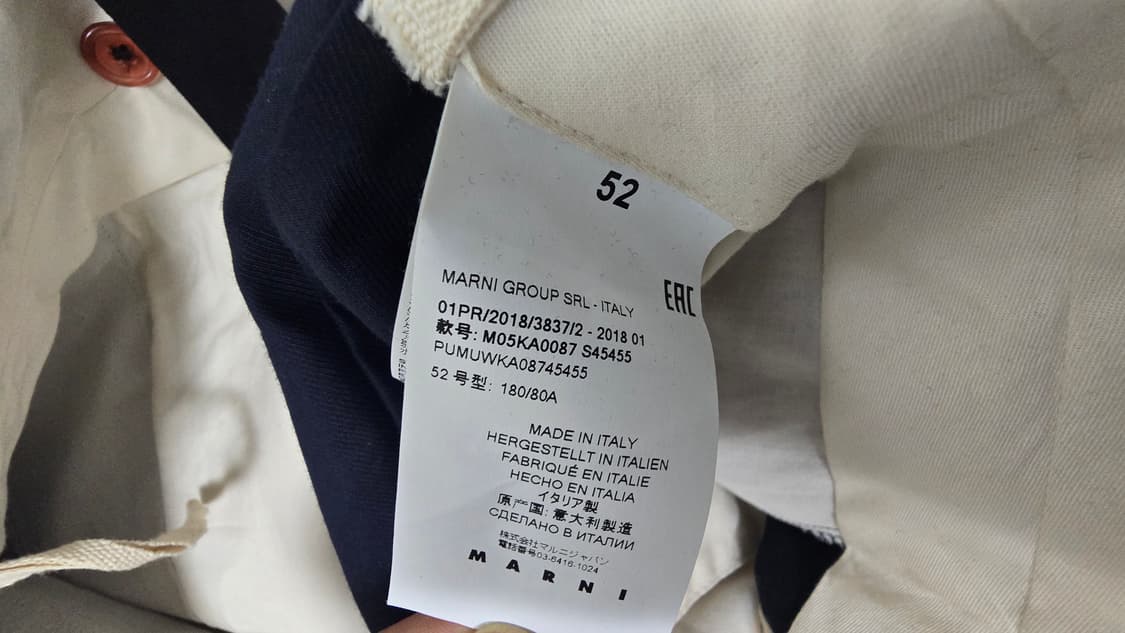 52
MARNI GROUP SRL - ITALY
EAC
01PR/2018/3837/2 - 2018 01
款号: M05KA0087 S45455
PUMUWKA08745455
52 号型: 180/80A
MADE IN ITALY
HERGESTELLT IN ITALIEN
FABRIQUÉ EN ITALIE
HECHO EN ITALIA
イタリア製
原产国: 意大利製造
СДЕЛАНО В ИТАЛИИ
株式会社マルニジャパン
電話番号03-6416-1024
MARNI